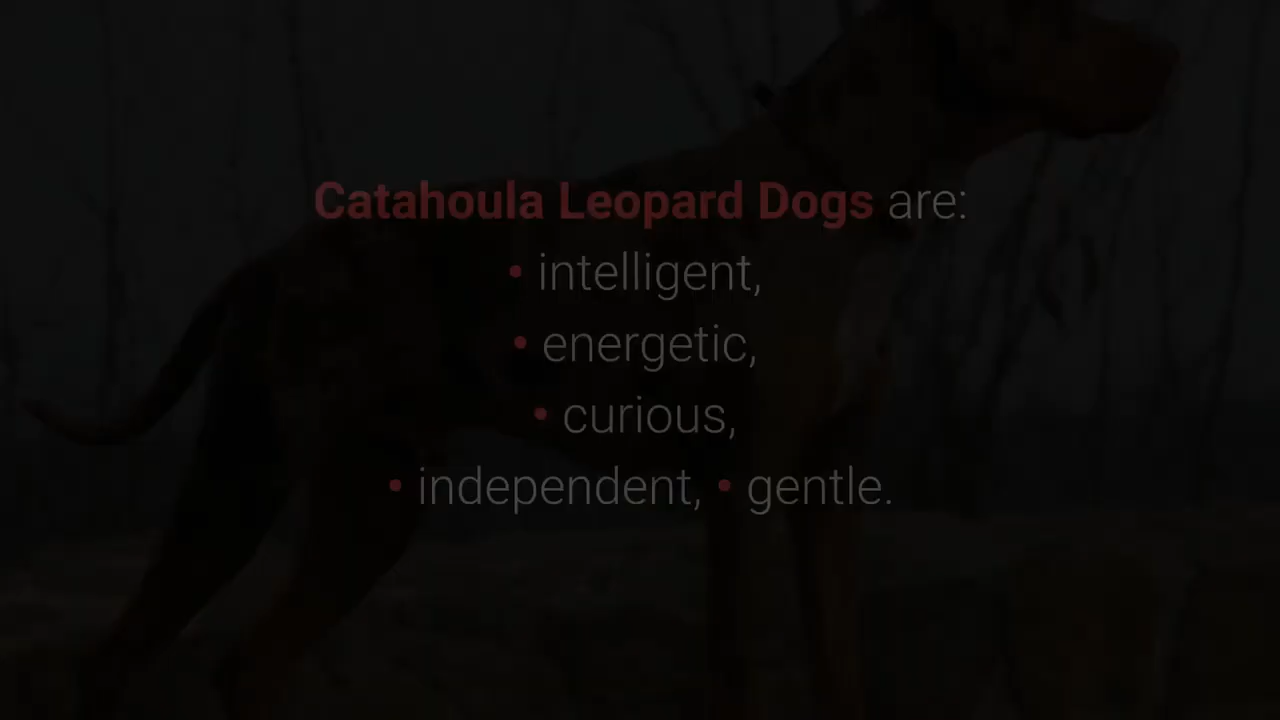 Catahoula Leopard Dogs are:
• intelligent,
• energetic,
• curious,
• independent, • gentle.